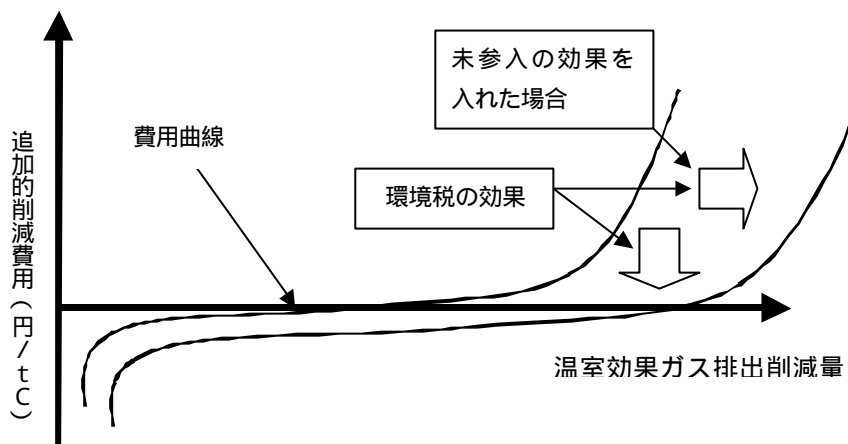 未参入の効果を
入れた場合
費用曲線
環境税の効果
追加的削減費用(円/tC)
温室効果ガス排出削減量